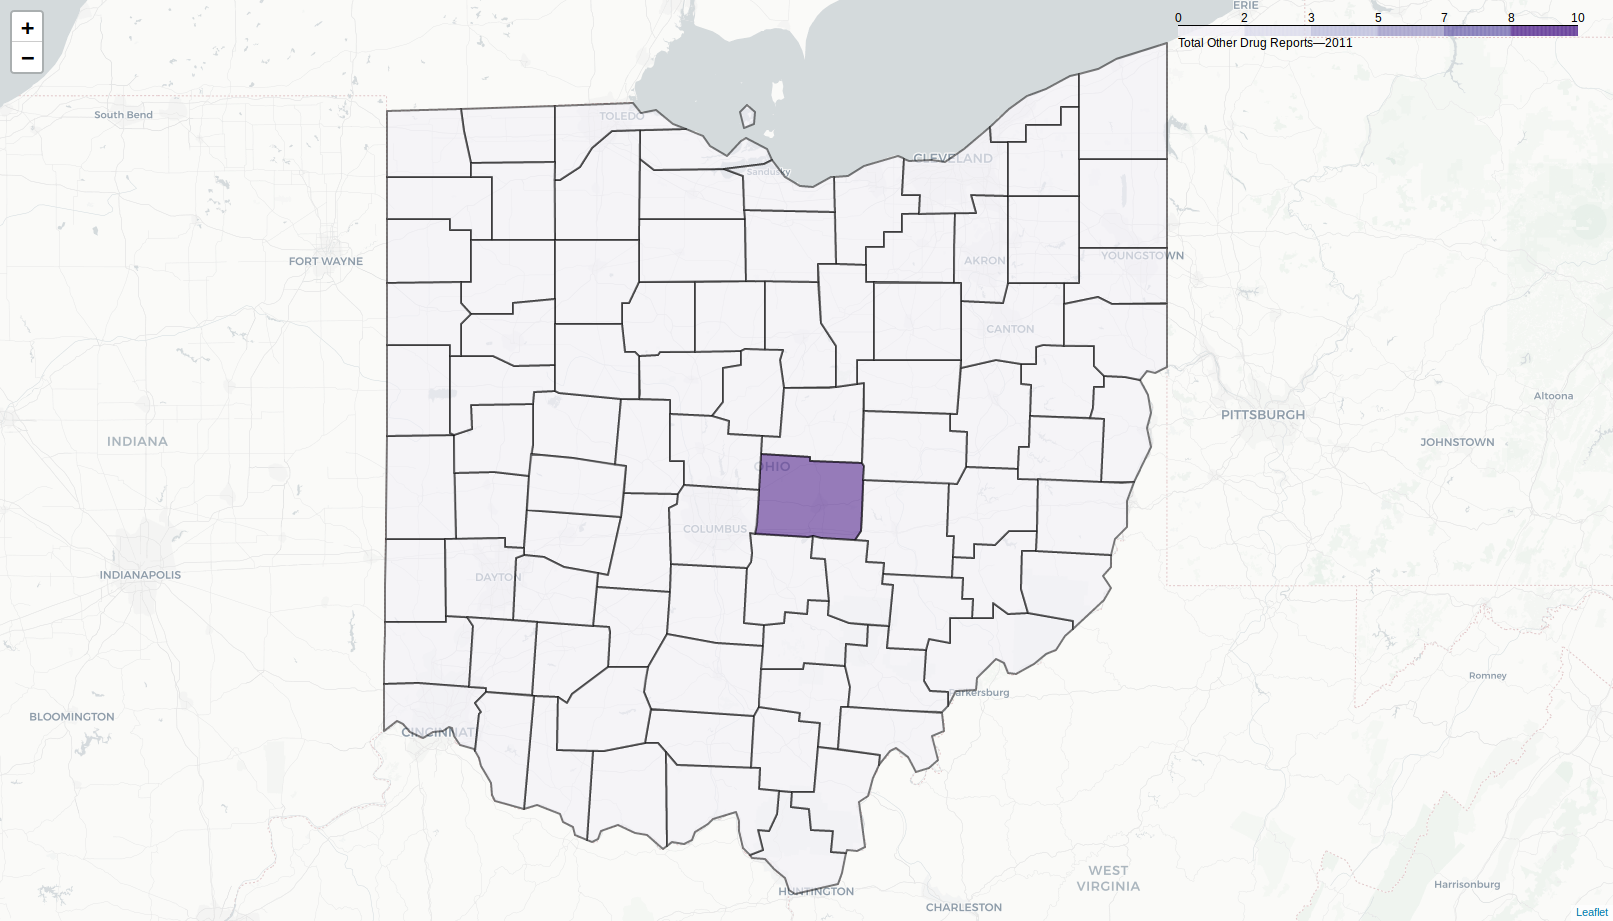 +
−
ERIE
0 2 3 5 7 8 10
Total Other Drug Reports—2011
South Bend
TOLEDO
CLEVELAND
Sandusky
FORT WAYNE
AKRON
YOUNGSTOWN
CANTON
Altoona
PITTSBURGH
INDIANA
JOHNSTOWN
OHIO
COLUMBUS
INDIANAPOLIS
DAYTON
Romney
arkersburg
BLOOMINGTON
CINCINNATI
WEST
VIRGINIA
Harrisonburg
HUNTINGTON
CHARLESTON
Leaflet